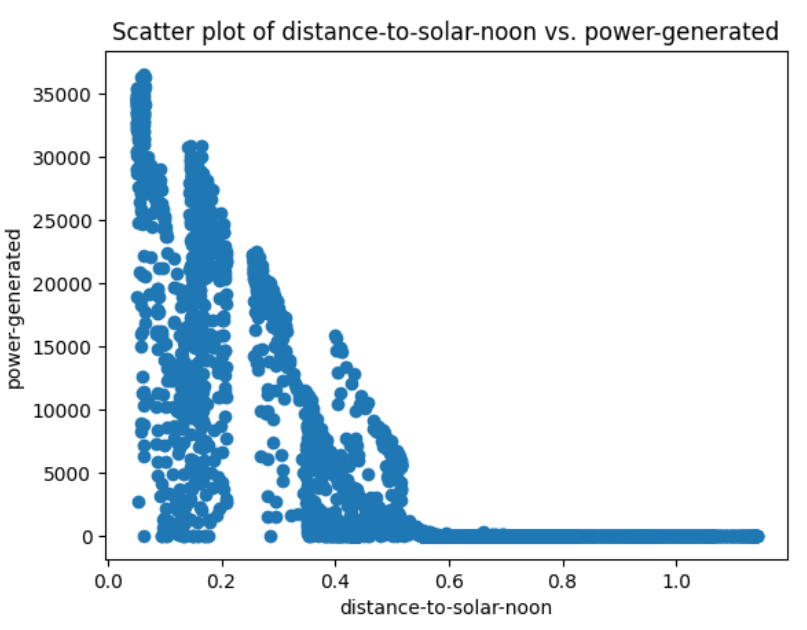 Scatter plot of distance-to-solar-noon vs. power-generated
35000
30000
25000
20000
15000
10000
5000
0
power-generated
0.0 0.2 0.4 0.6 0.8 1.0
distance-to-solar-noon